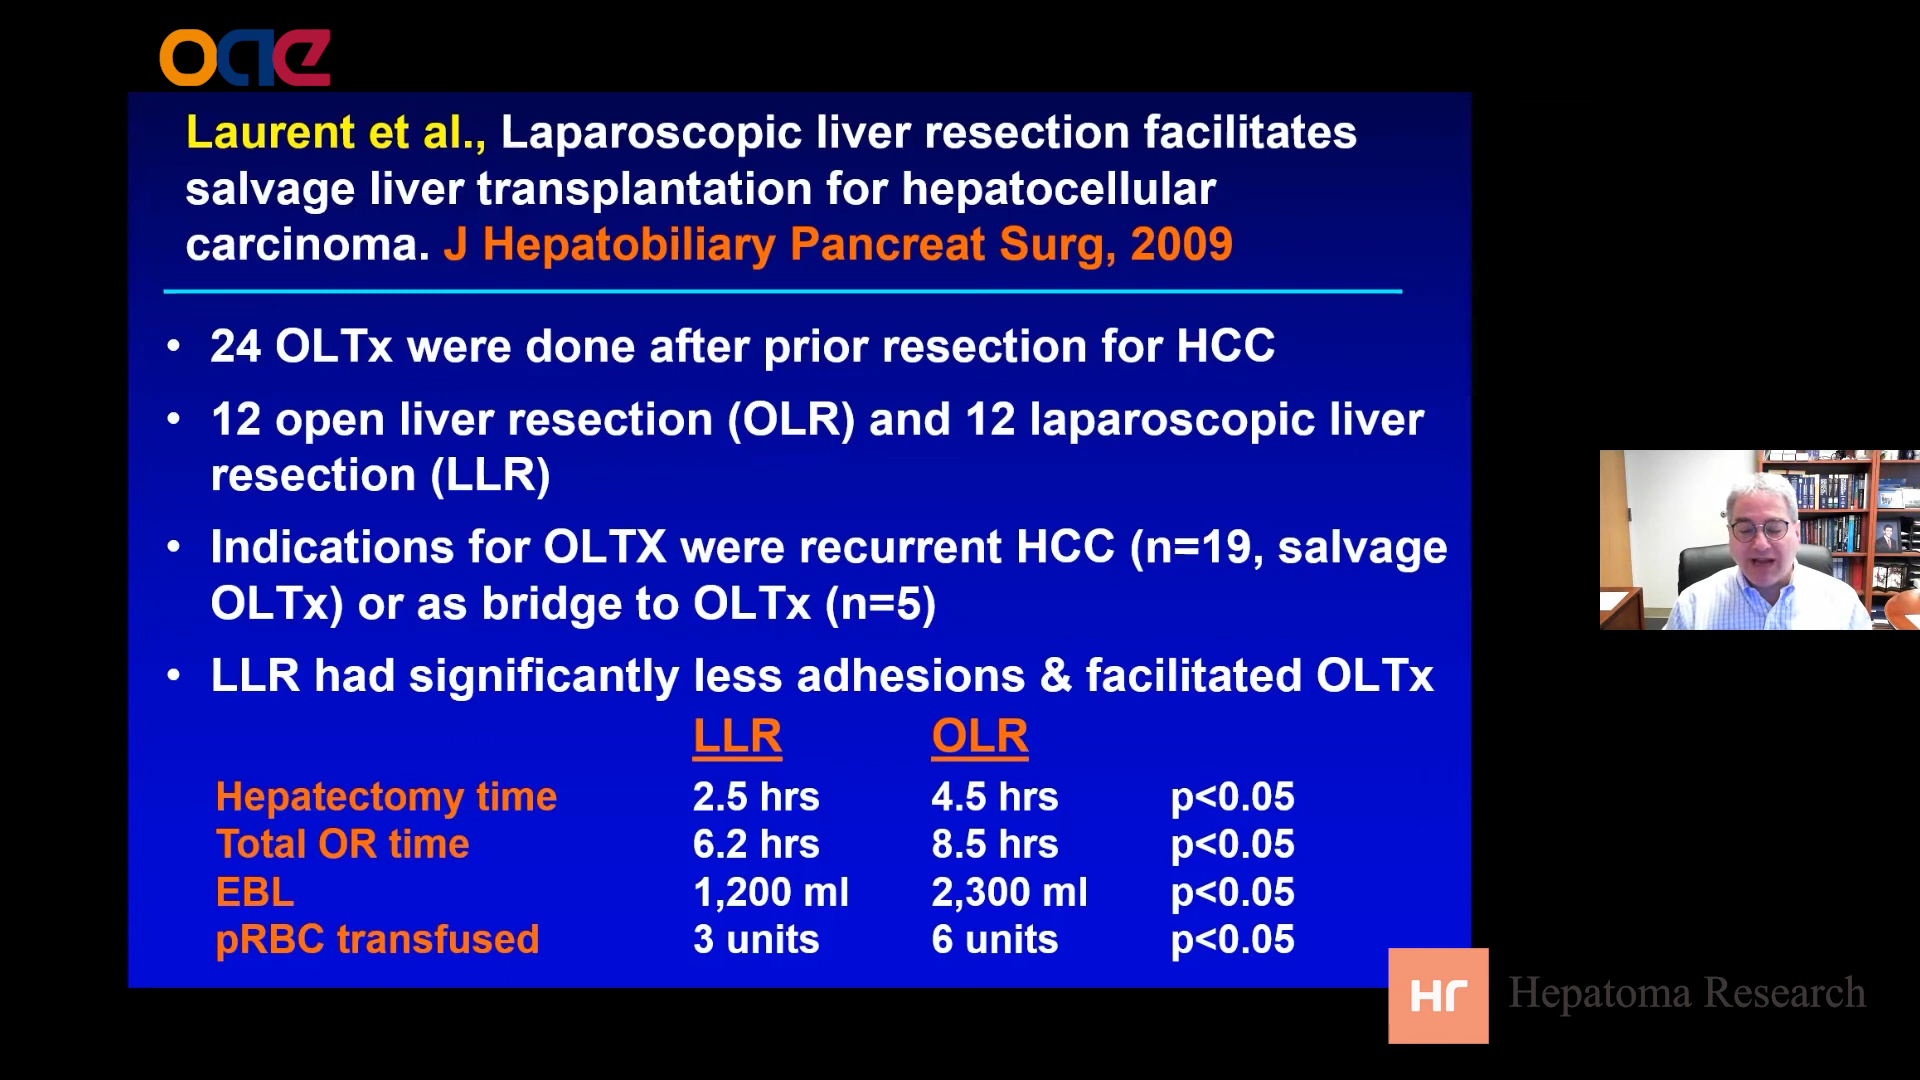 oae
Laurent et al., Laparoscopic liver resection facilitates
salvage liver transplantation for hepatocellular
carcinoma. J Hepatobiliary Pancreat Surg, 2009
• 24 OLTx were done after prior resection for HCC
• 12 open liver resection (OLR) and 12 laparoscopic liver
resection (LLR)
• Indications for OLTX were recurrent HCC (n=19, salvage
OLTx) or as bridge to OLTx (n=5)
• LLR had significantly less adhesions & facilitated OLTx
LLR OLR
Hepatectomy time 2.5 hrs 4.5 hrs p<0.05
Total OR time 6.2 hrs 8.5 hrs p<0.05
EBL 1,200 ml 2,300 ml p<0.05
pRBC transfused 3 units 6 units p<0.05
Hr Hepatoma Research